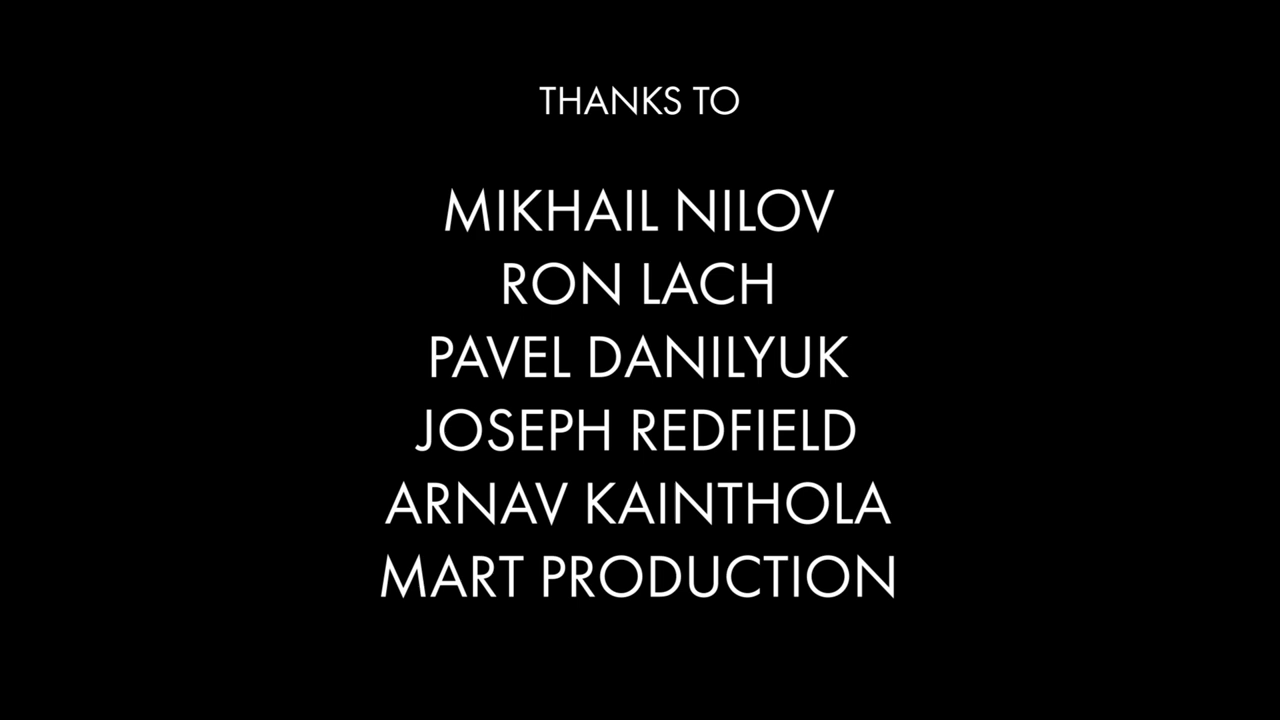 THANKS TO
MIKHAIL NILOV
RON LACH
PAVEL DANILYUK
JOSEPH REDFIELD
ARNAV KAINTHOLA
MART PRODUCTION